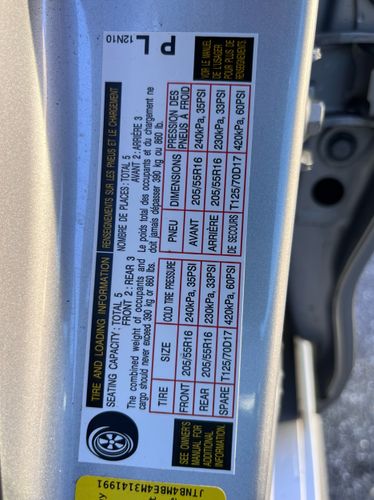 TIRE AND LOADING INFORMATION
RENSEIGNEMENTS SUR LES PNEUS ET LE CHARGEMENT
SEATING CAPACITY:TOTAL 5
FRONT 2:REAR 3
The combined weight of occupants and
cargo should never exceed 390 kg or 860 lbs.
NOMBRE DE PLACES:TOTAL 5
AVANT 2:ARRIÈRE 3
Le poids total des occupants et du chargement ne
doit jamais dépasser 390 kg ou 860 lb.
P L
12N10
TIRE SIZE COLD TIRE PRESSURE
FRONT 205/55R16 240kPa, 35PSI
REAR 205/55R16 230kPa, 33PSI
SPARE T125/70D17 420kPa, 60PSI
PNEU DIMENSIONS PRESSION DES
PNEUS À FROID
AVANT 205/55R16 240kPa, 35PSI
ARRIÈRE 205/55R16 230kPa, 33PSI
DE SECOURS T125/70D17 420kPa, 60PSI
SEE OWNER'S
MANUAL FOR
ADDITIONAL
INFORMATION
VOIR LE MANUEL
DE L'USAGER
POUR PLUS DE
RENSEIGNEMENTS
JTNB4MBE4M3141991